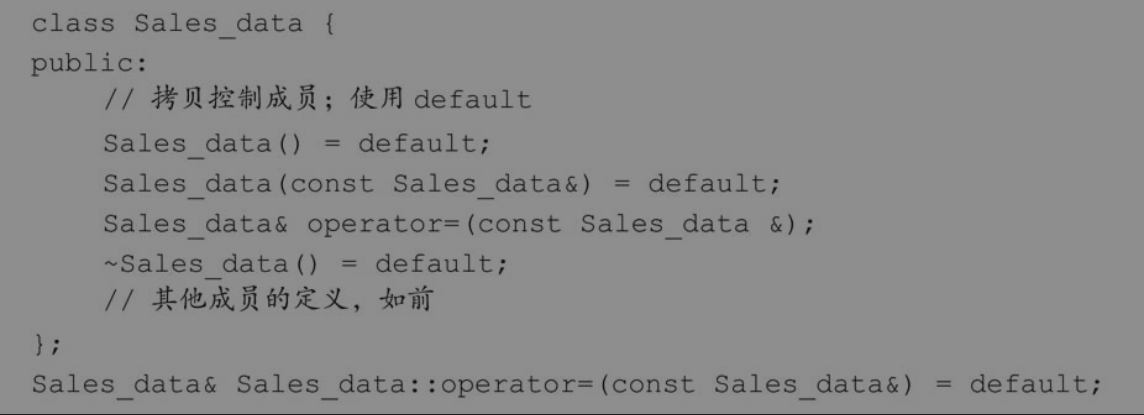 class Sales_data {
public:
// 拷贝控制成员；使用 default
Sales_data() = default;
Sales_data(const Sales_data&) = default;
Sales_data& operator=(const Sales_data &);
~Sales_data() = default;
// 其他成员的定义，如前
};
Sales_data& Sales_data::operator=(const Sales_data&) = default;